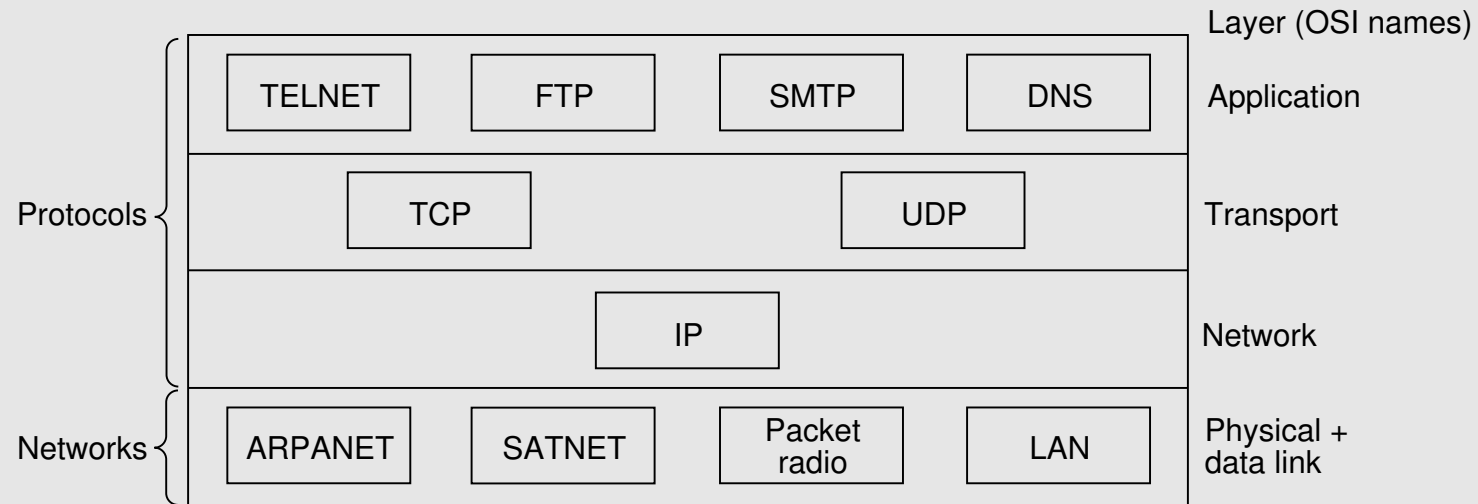 Layer (OSI names)
TELNET FTP SMTP DNS Application
Protocols TCP UDP Transport
IP Network
Networks ARPANET SATNET Packet radio LAN Physical + data link